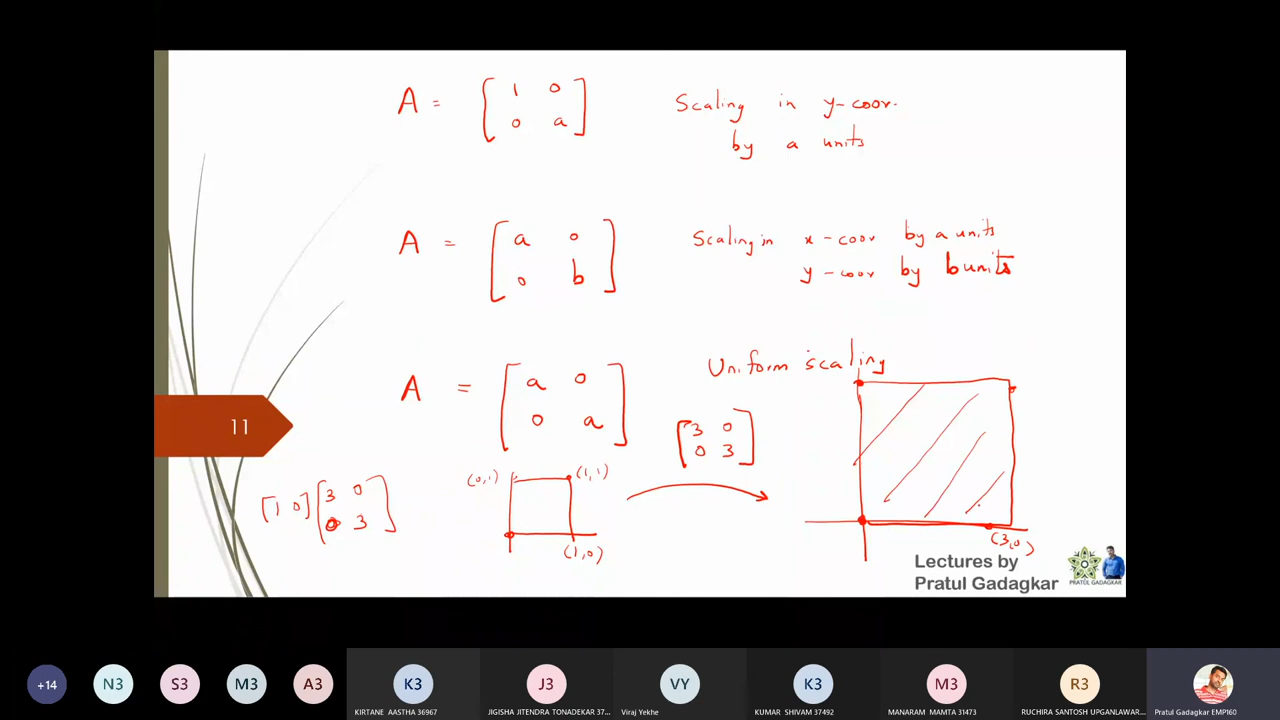 A = [ 1 0 Scaling in y-coor.
0 a ] by a units
A = [ a 0 Scaling in x-coor by a units
0 b ] y-coor by b units
Uniform scaling
A = [ a 0
0 a ]
[ 3 0
0 3 ]
11
(0,1) (1,1)
[1 0] [ 3 0
0 3 ]
(1,0)
(3,0)
Lectures by
Pratul Gadagkar
PRATUL GADAGKAR
+14 N3 S3 M3 A3 K3 J3 VY K3 M3 R3
KIRTANE AASTHA 36967 JIGISHA JITENDRA TONADEKAR 37... Viraj Yekhe KUMAR SHIVAM 37492 MANARAM MAMTA 31473 RUCHIRA SANTOSH UPGANLAWAR... Pratul Gadagkar EMP160